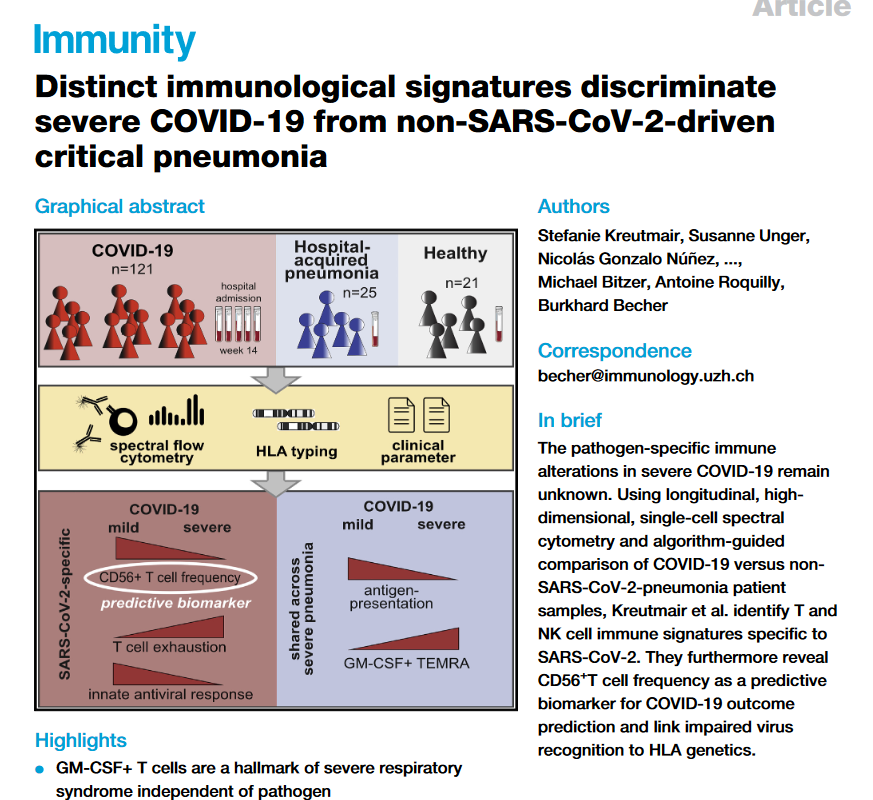 Article
Immunity
Distinct immunological signatures discriminate
severe COVID-19 from non-SARS-CoV-2-driven
critical pneumonia
Graphical abstract
COVID-19
n=121
hospital
admission
week 14
Hospital-
acquired
pneumonia
n=25
Healthy
n=21
spectral flow
cytometry
HLA typing
clinical
parameter
SARS-CoV-2-specific
COVID-19
mild severe
CD56+ T cell frequency
predictive biomarker
T cell exhaustion
innate antiviral response
shared across
severe pneumonia
COVID-19
mild severe
antigen-
presentation
GM-CSF+ TEMRA
Highlights
• GM-CSF+ T cells are a hallmark of severe respiratory
syndrome independent of pathogen
Authors
Stefanie Kreutmair, Susanne Unger,
Nicolás Gonzalo Núñez, ...,
Michael Bitzer, Antoine Roquilly,
Burkhard Becher
Correspondence
becher@immunology.uzh.ch
In brief
The pathogen-specific immune
alterations in severe COVID-19 remain
unknown. Using longitudinal, high-
dimensional, single-cell spectral
cytometry and algorithm-guided
comparison of COVID-19 versus non-
SARS-CoV-2-pneumonia patient
samples, Kreutmair et al. identify T and
NK cell immune signatures specific to
SARS-CoV-2. They furthermore reveal
CD56⁺T cell frequency as a predictive
biomarker for COVID-19 outcome
prediction and link impaired virus
recognition to HLA genetics.